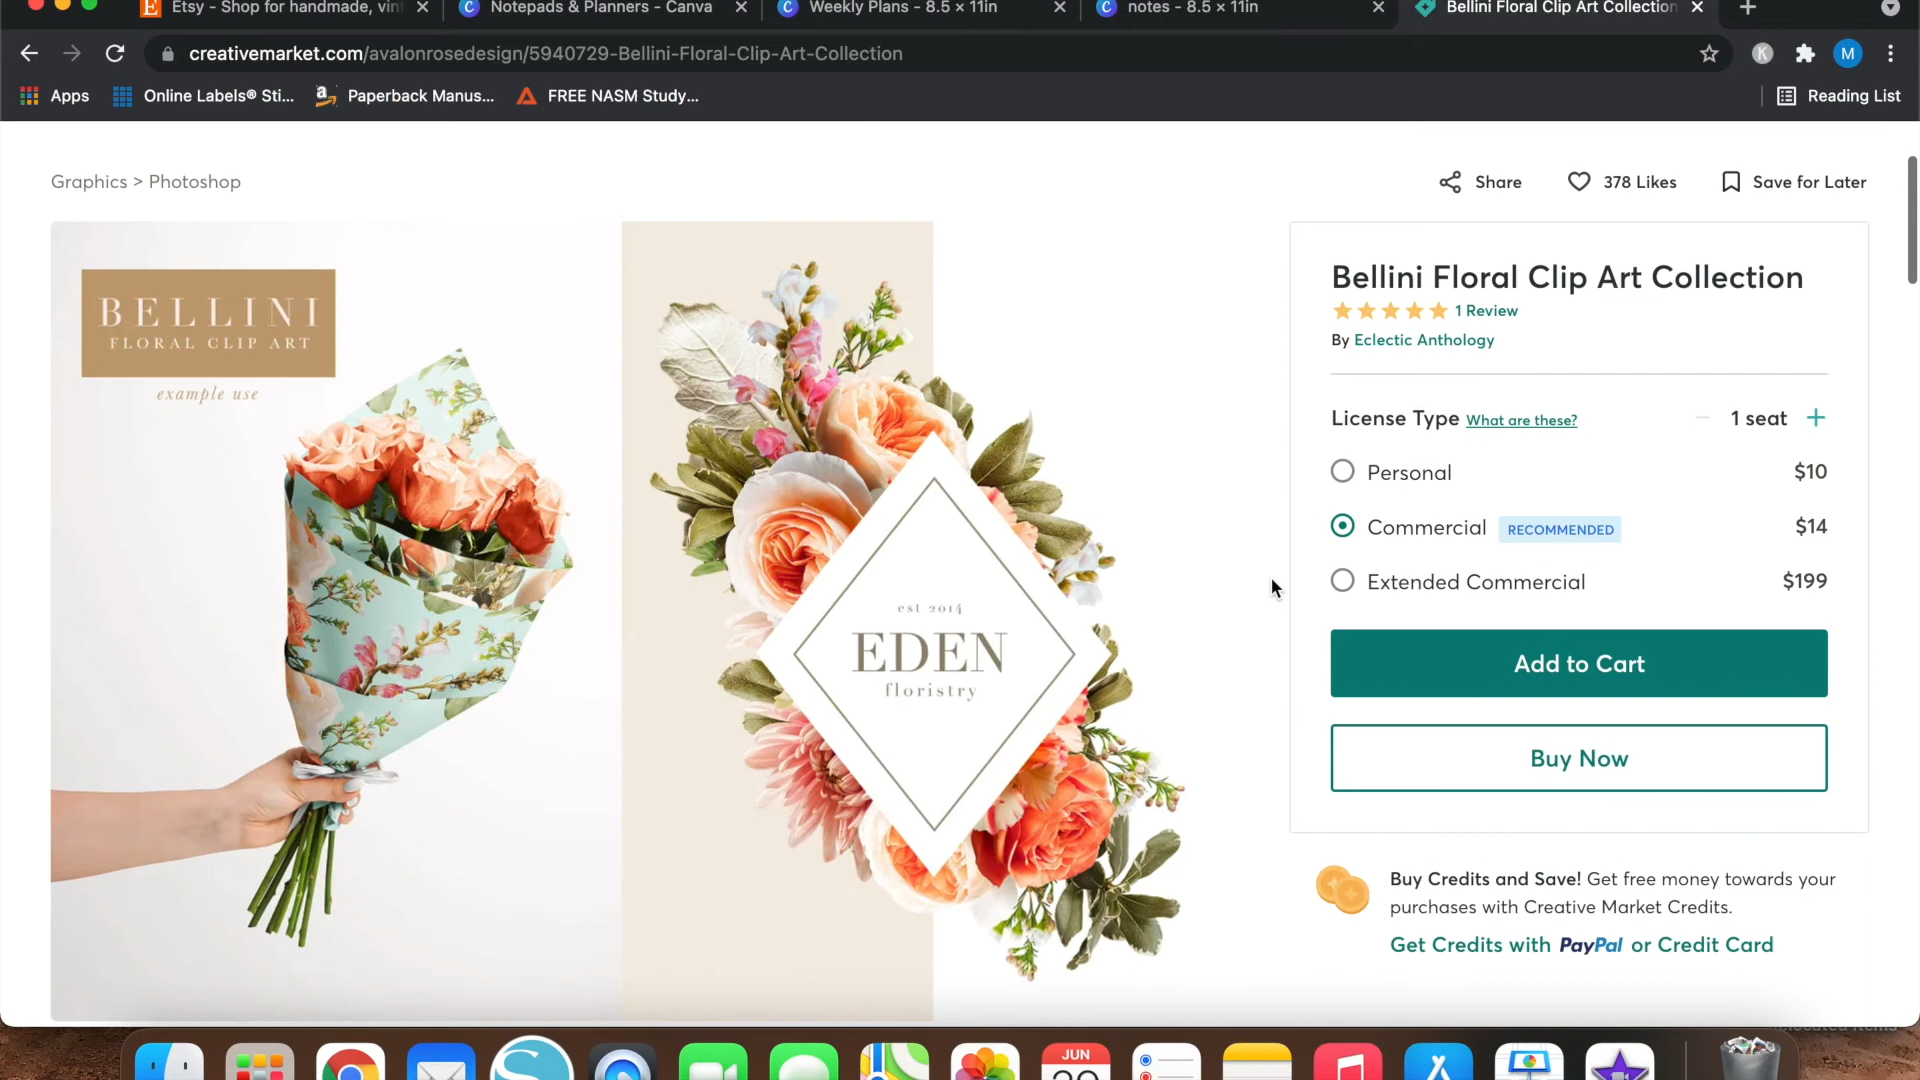 Etsy - Shop for handmade, vin
Notepads & Planners - Canva
Weekly Plans - 8.5 × 11in
notes - 8.5 × 11in
Bellini Floral Clip Art Collection
creativemarket.com/avalonrosedesign/5940729-Bellini-Floral-Clip-Art-Collection
K
M
Apps
Online Labels® Sti...
Paperback Manus...
FREE NASM Study...
Reading List
Graphics > Photoshop
Share
378 Likes
Save for Later
BELLINI
FLORAL CLIP ART
example use
est 2014
EDEN
floristry
Bellini Floral Clip Art Collection
1 Review
By Eclectic Anthology
License Type What are these?
1 seat
Personal $10
Commercial RECOMMENDED $14
Extended Commercial $199
Add to Cart
Buy Now
Buy Credits and Save! Get free money towards your
purchases with Creative Market Credits.
Get Credits with PayPal or Credit Card
JUN